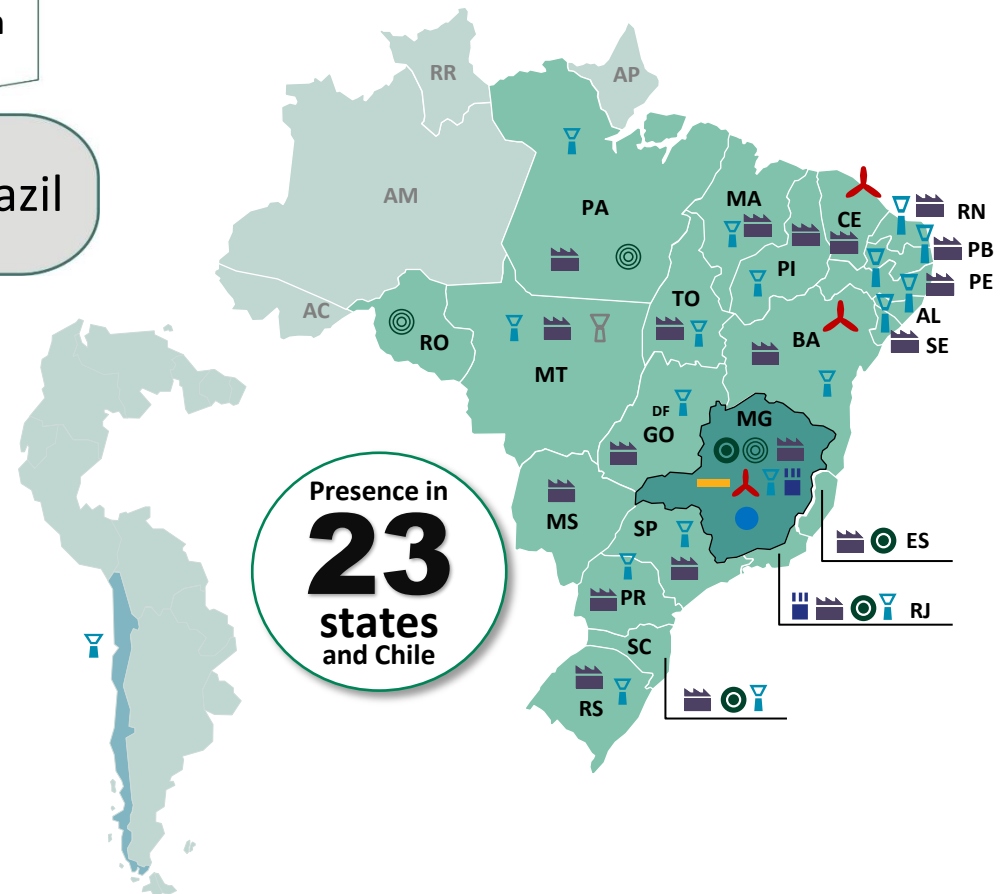 n
azil
RR
AP
AM
PA
MA
CE
RN
PB
PI
PE
TO
AC
AL
RO
BA
SE
MT
DF
GO
MG
Presence in
23
states
and Chile
MS
SP
ES
PR
RJ
SC
RS